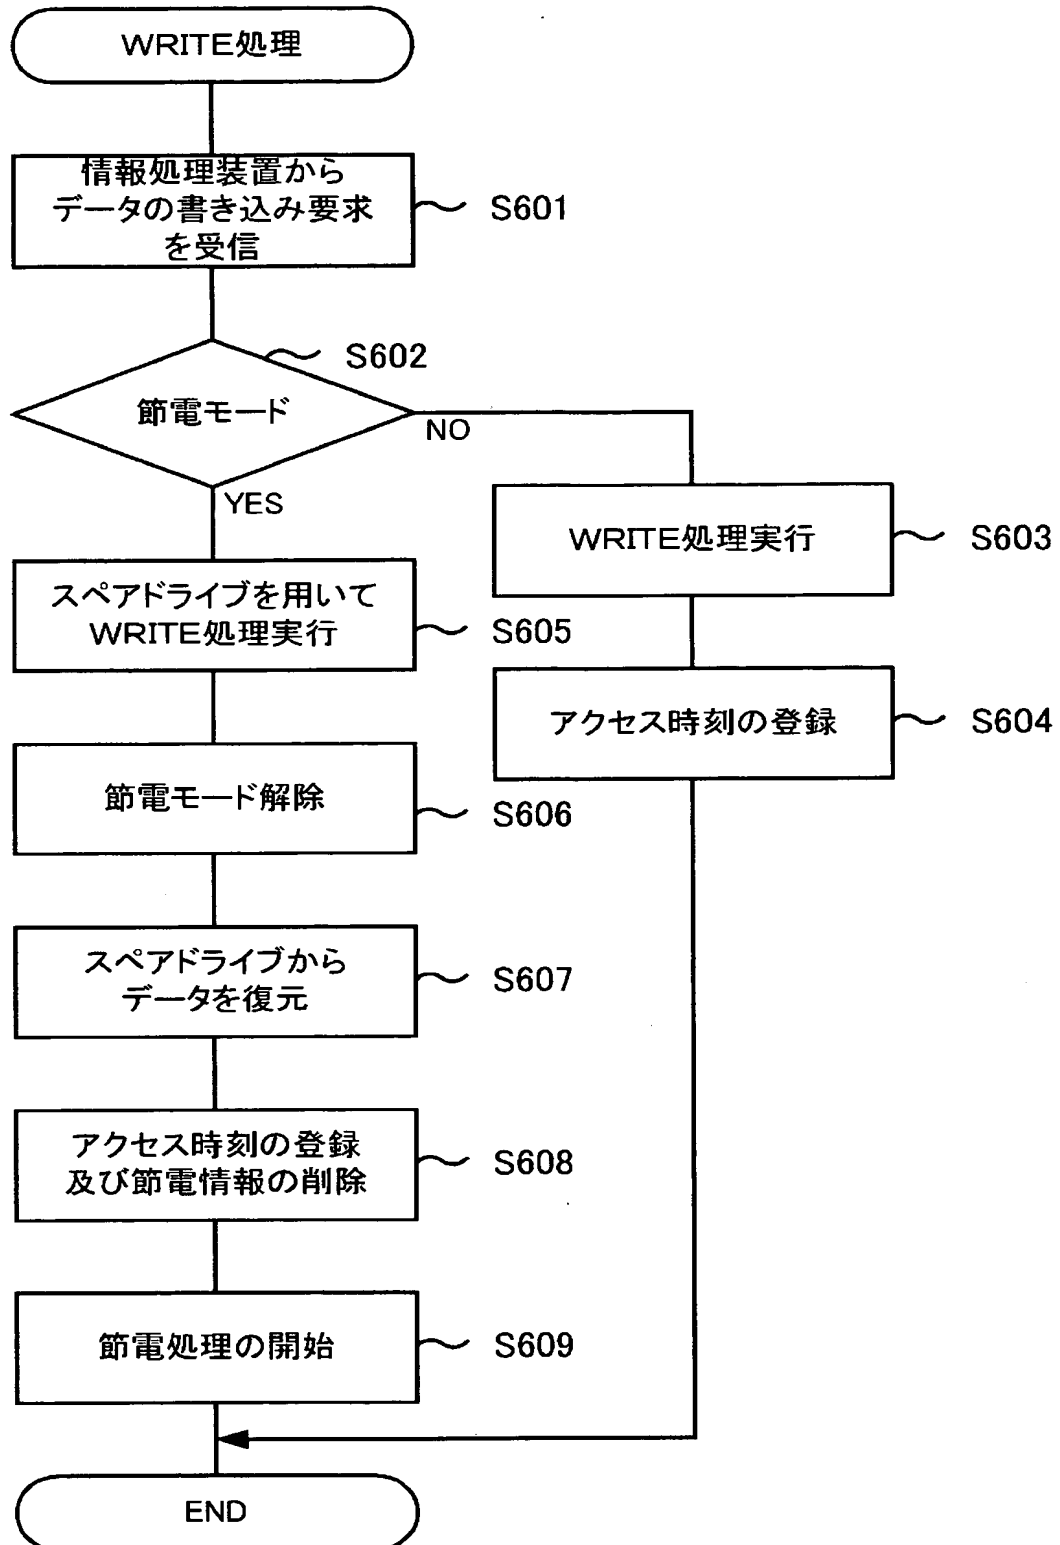 WRITE処理
情報処理装置から
データの書き込み要求
を受信
S601
S602
節電モード
NO
YES
WRITE処理実行
S603
スペアドライブを用いて
WRITE処理実行
S605
アクセス時刻の登録
S604
節電モード解除
S606
スペアドライブから
データを復元
S607
アクセス時刻の登録
及び節電情報の削除
S608
節電処理の開始
S609
END